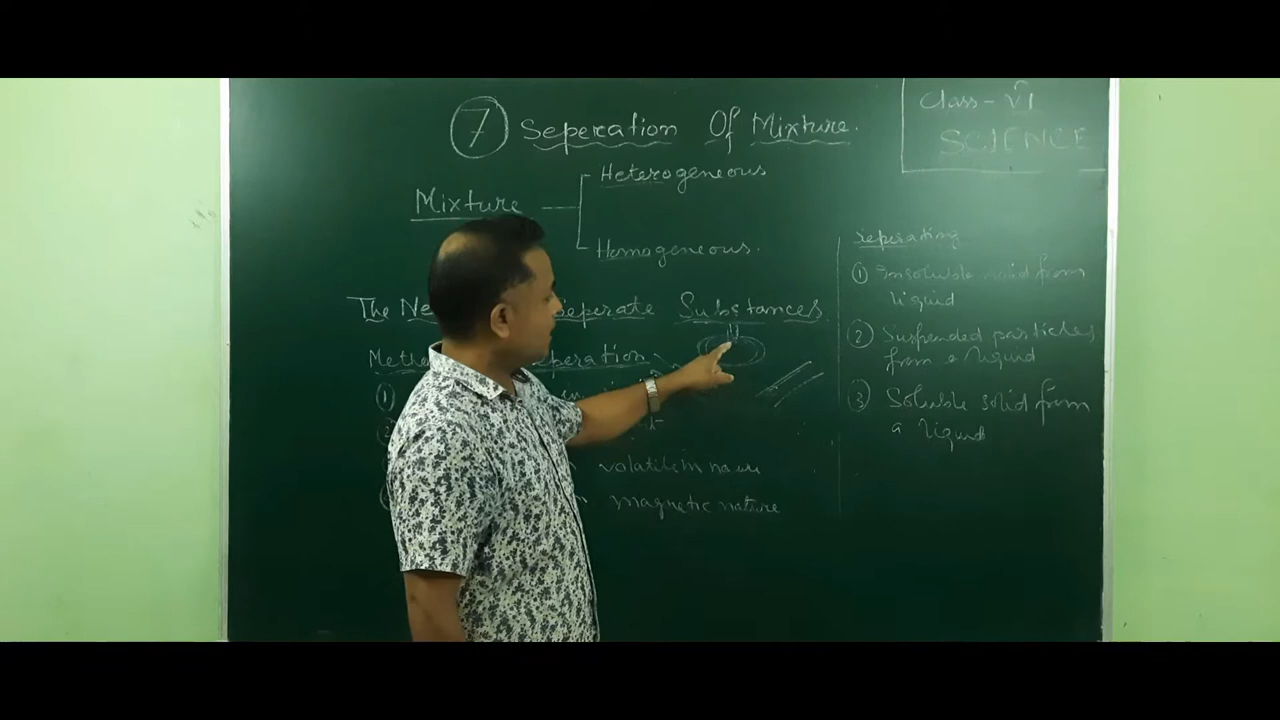 Class - VI
SCIENCE
7 Seperation Of Mixture.
Mixture
Heterogeneous
Homogeneous.
The Seperate Substances
①
volatile in nature
magnetic nature
Seperating
① Insoluble solid from
liquid
② Suspended particles
from a liquid
③ Soluble solid from
a liquid